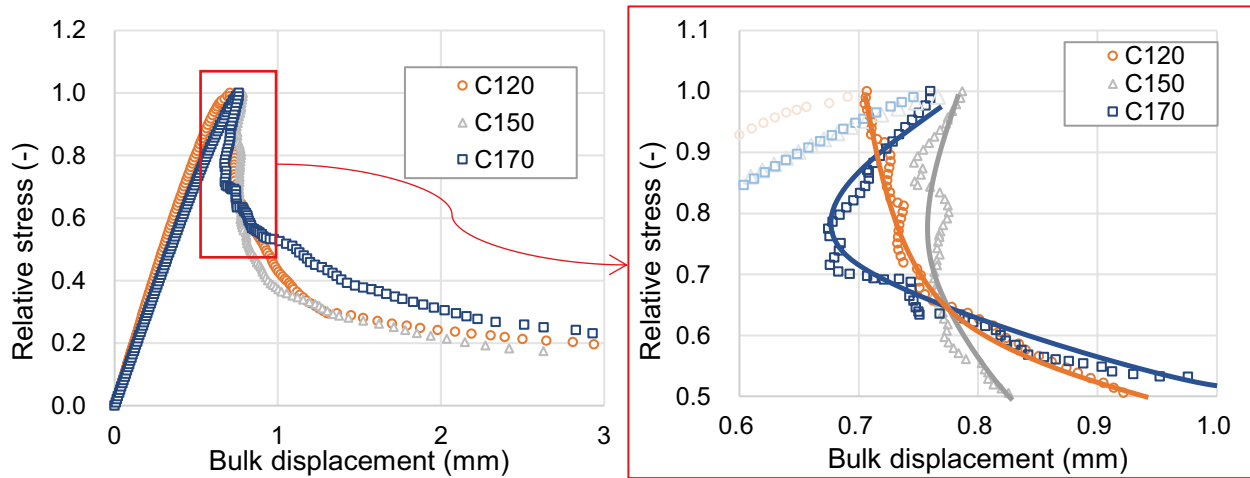 1.2
1.0
0.8
0.6
0.4
0.2
0.0
Relative stress (-)
0
1
2
3
Bulk displacement (mm)
C120
C150
C170
1.0
0.9
0.8
0.7
0.6
0.5
Relative stress (-)
0.6
0.7
0.8
0.9
1.0
Bulk displacement (mm)
C120
C150
C170